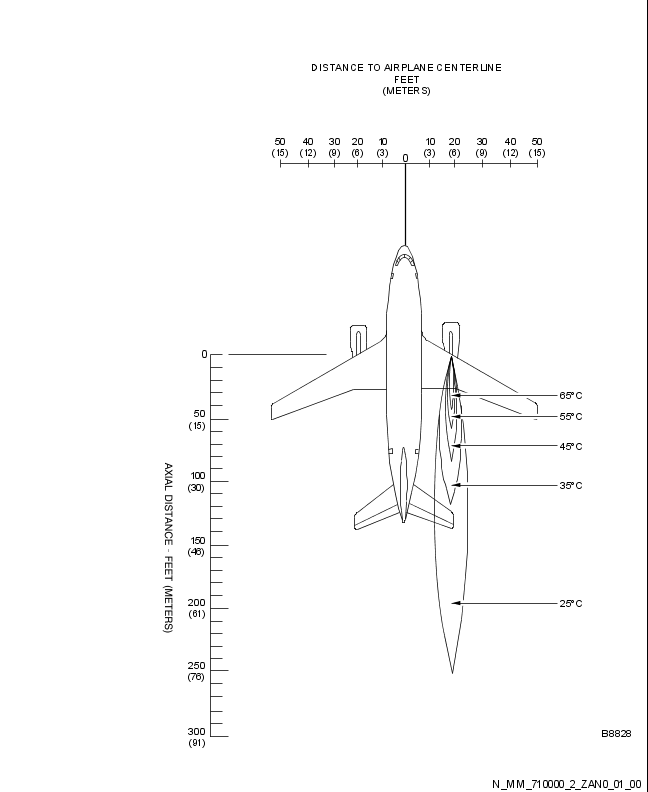 DISTANCE TO AIRPLANE CENTERLINE
FEET
(METERS)
50 40 30 20 10 0 10 20 30 40 50
(15) (12) (9) (6) (3) (3) (6) (9) (12) (15)
0
65°C
50
(15)
55°C
45°C
100
(30)
35°C
150
(46)
200
(61)
25°C
250
(76)
300
(91)
AXIAL DISTANCE - FEET (METERS)
B8828
N_MM_710000_2_ZAN0_01_00